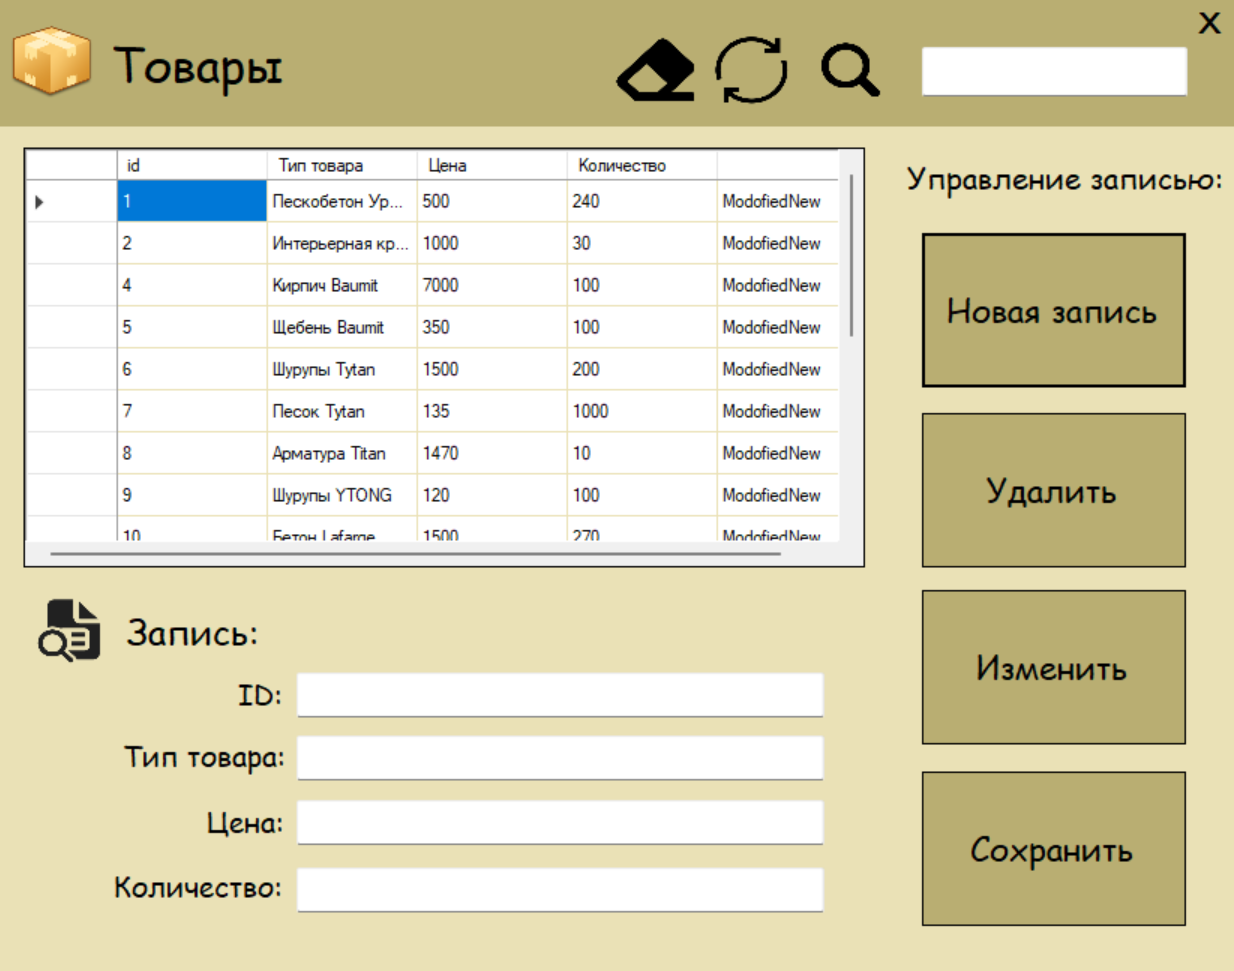 X
Товары
id Тип товара Цена Количество
1 Пескобетон Ур... 500 240 ModofiedNew
2 Интерьерная кр... 1000 30 ModofiedNew
4 Кирпич Baumit 7000 100 ModofiedNew
5 Щебень Baumit 350 100 ModofiedNew
6 Шурупы Tytan 1500 200 ModofiedNew
7 Песок Tytan 135 1000 ModofiedNew
8 Арматура Titan 1470 10 ModofiedNew
9 Шурупы YTONG 120 100 ModofiedNew
10 Бетон Lafarge 1500 270 ModofiedNew
Управление записью:
Новая запись
Удалить
Изменить
Сохранить
Запись:
ID:
Тип товара:
Цена:
Количество: